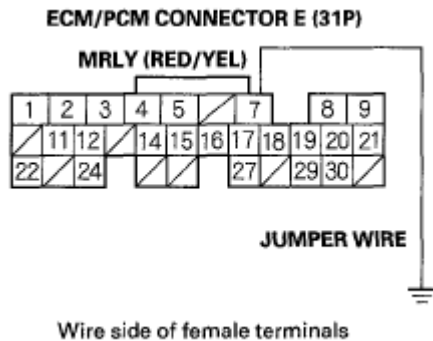 ECM/PCM CONNECTOR E (31P)
MRLY (RED/YEL)
1 2 3 4 5 7 8 9
11 12 14 15 16 17 18 19 20 21
22 24 27 29 30
JUMPER WIRE
Wire side of female terminals